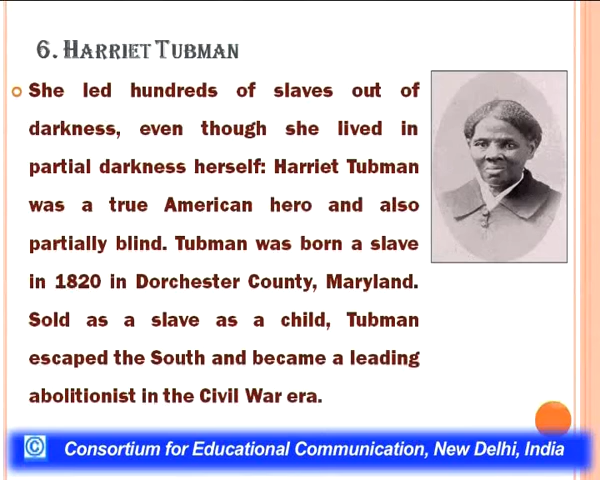 6. HARRIET TUBMAN
She led hundreds of slaves out of
darkness, even though she lived in
partial darkness herself: Harriet Tubman
was a true American hero and also
partially blind. Tubman was born a slave
in 1820 in Dorchester County, Maryland.
Sold as a slave as a child, Tubman
escaped the South and became a leading
abolitionist in the Civil War era.
© Consortium for Educational Communication, New Delhi, India